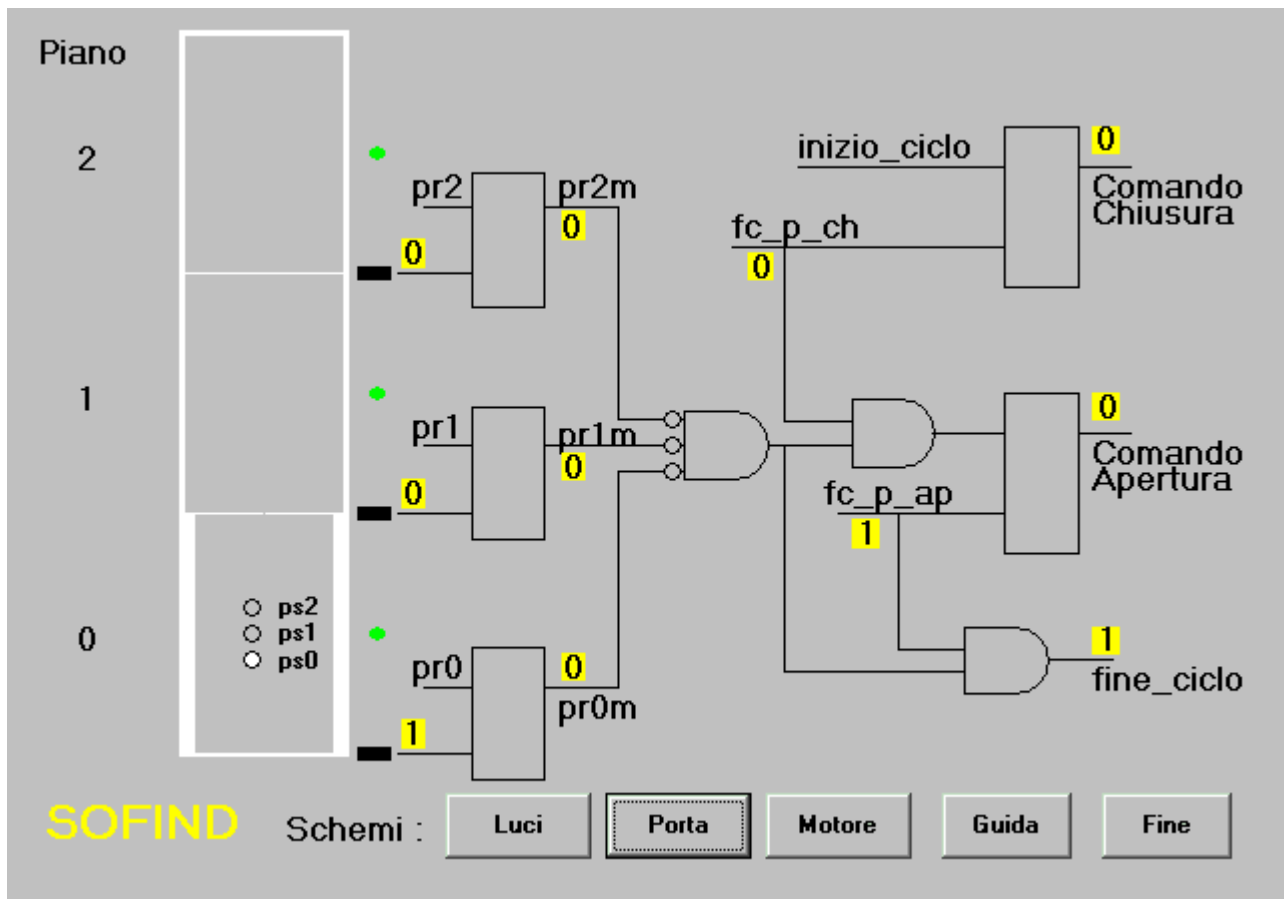 Piano
2
inizio_ciclo
0
Comando
Chiusura
pr2
pr2m
0
0
fc_p_ch
0
1
pr1
pr1m
0
0
0
Comando
Apertura
fc_p_ap
1
0
ps2
ps1
ps0
pr0
0
pr0m
1
1
fine_ciclo
SOFIND
Schemi :
Luci
Porta
Motore
Guida
Fine